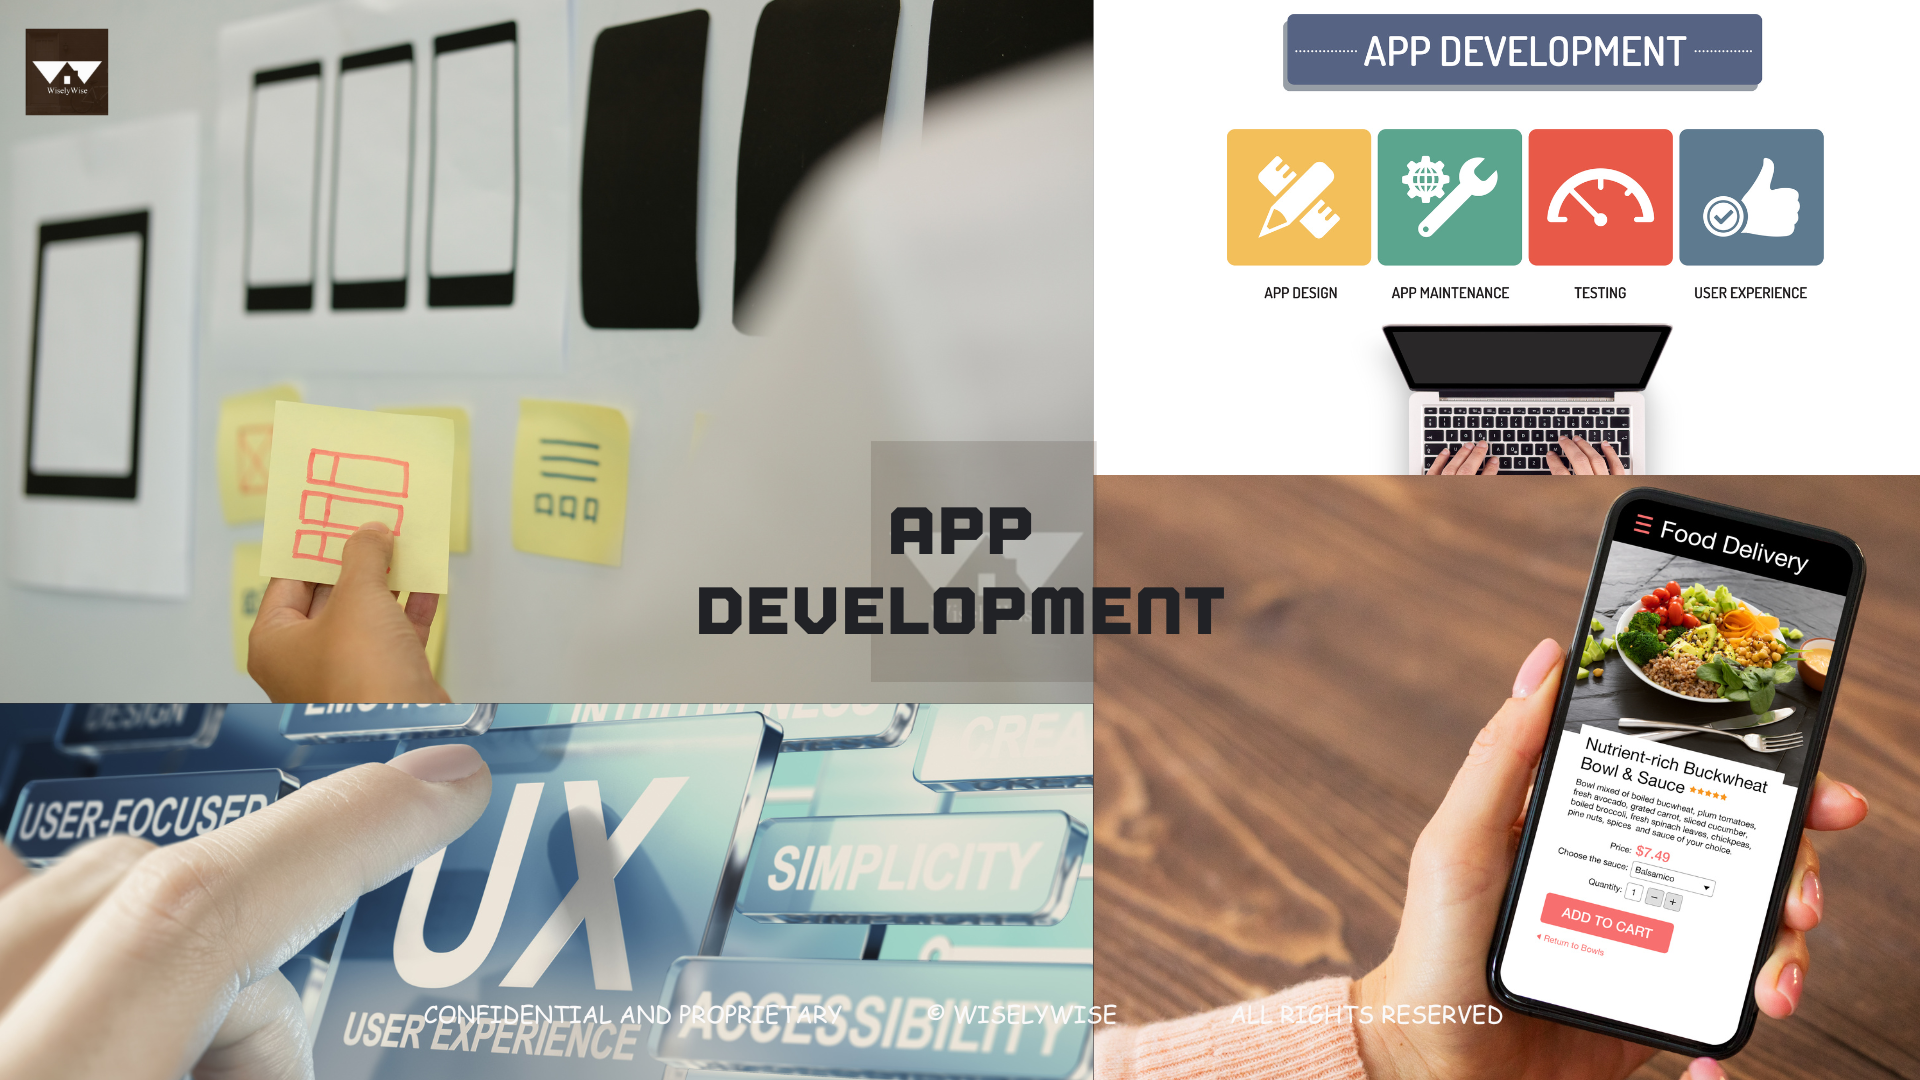 WiselyWise
APP DEVELOPMENT
APP DESIGN
APP MAINTENANCE
TESTING
USER EXPERIENCE
APP
DEVELOPMENT
Food Delivery
Nutrient-rich Buckwheat
Bowl & Sauce
Bowl mixed of boiled bucwheat, plum tomatoes,
fresh avocado, grated carrot, sliced cucumber,
boiled broccoli, fresh spinach leaves, chickpeas,
pine nuts, spices and sauce of your choice.
Price: $7.49
Choose the sauce: Balsamico
Quantity: 1 − +
ADD TO CART
Return to Bowls
DESIGN
USER-FOCUSED
UX
USER EXPERIENCE
SIMPLICITY
ACCESSIBILITY
CONFIDENTIAL AND PROPRIETARY © WISELYWISE ALL RIGHTS RESERVED